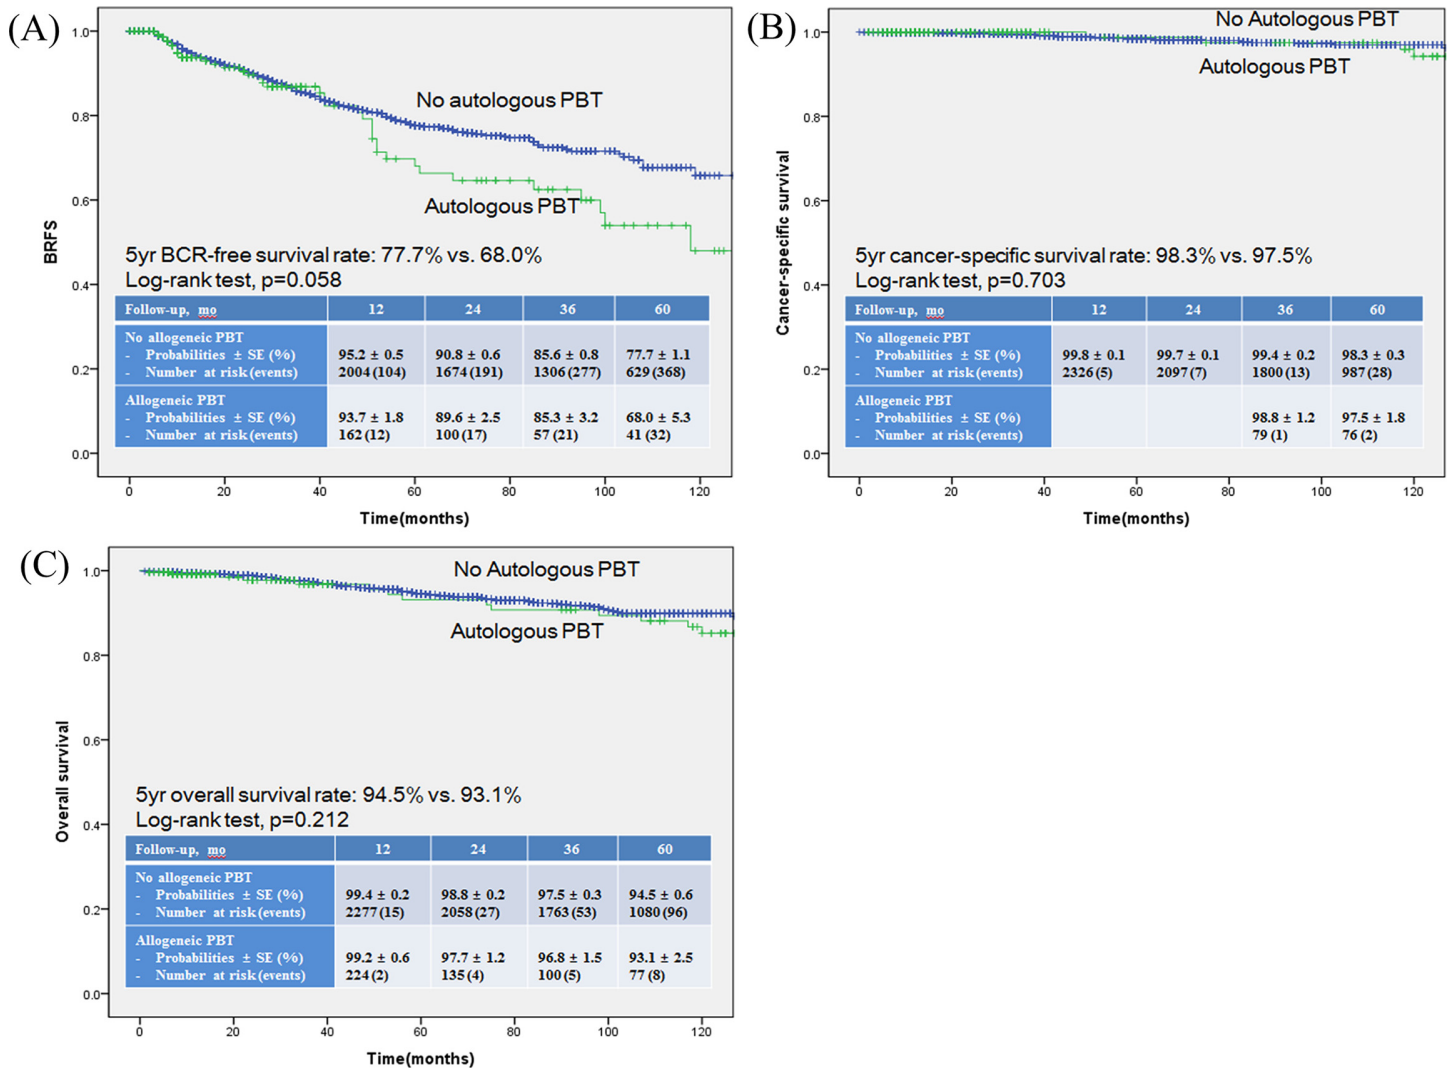 (A)
1.0
0.8
0.6
0.4
0.2
0.0
BRFS
No autologous PBT
Autologous PBT
5yr BCR-free survival rate: 77.7% vs. 68.0%
Log-rank test, p=0.058
Follow-up, mo 12 24 36 60
No allogeneic PBT
- Probabilities ± SE (%) 95.2 ± 0.5 90.8 ± 0.6 85.6 ± 0.8 77.7 ± 1.1
- Number at risk (events) 2004 (104) 1674 (191) 1306 (277) 629 (368)
Allogeneic PBT
- Probabilities ± SE (%) 93.7 ± 1.8 89.6 ± 2.5 85.3 ± 3.2 68.0 ± 5.3
- Number at risk (events) 162 (12) 100 (17) 57 (21) 41 (32)
0 20 40 60 80 100 120
Time(months)
(B)
1.0
0.8
0.6
0.4
0.2
0.0
Cancer-specific survival
No Autologous PBT
Autologous PBT
5yr cancer-specific survival rate: 98.3% vs. 97.5%
Log-rank test, p=0.703
Follow-up, mo 12 24 36 60
No allogeneic PBT
- Probabilities ± SE (%) 99.8 ± 0.1 99.7 ± 0.1 99.4 ± 0.2 98.3 ± 0.3
- Number at risk (events) 2326 (5) 2097 (7) 1800 (13) 987 (28)
Allogeneic PBT
- Probabilities ± SE (%) 98.8 ± 1.2 97.5 ± 1.8
- Number at risk (events) 79 (1) 76 (2)
0 20 40 60 80 100 120
Time(months)
(C)
1.0
0.8
0.6
0.4
0.2
0.0
Overall survival
No Autologous PBT
Autologous PBT
5yr overall survival rate: 94.5% vs. 93.1%
Log-rank test, p=0.212
Follow-up, mo 12 24 36 60
No allogeneic PBT
- Probabilities ± SE (%) 99.4 ± 0.2 98.8 ± 0.2 97.5 ± 0.3 94.5 ± 0.6
- Number at risk (events) 2277 (15) 2058 (27) 1763 (53) 1080 (96)
Allogeneic PBT
- Probabilities ± SE (%) 99.2 ± 0.6 97.7 ± 1.2 96.8 ± 1.5 93.1 ± 2.5
- Number at risk (events) 224 (2) 135 (4) 100 (5) 77 (8)
0 20 40 60 80 100 120
Time(months)